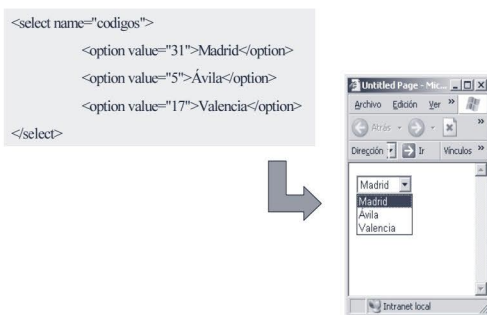 <select name="codigos">
<option value="31">Madrid</option>
<option value="5">Ávila</option>
<option value="17">Valencia</option>
</select>
Untitled Page - Mic...
Archivo Edición Ver »
Atrás »
Dirección Ir Vínculos »
Madrid
Madrid
Ávila
Valencia
Intranet local